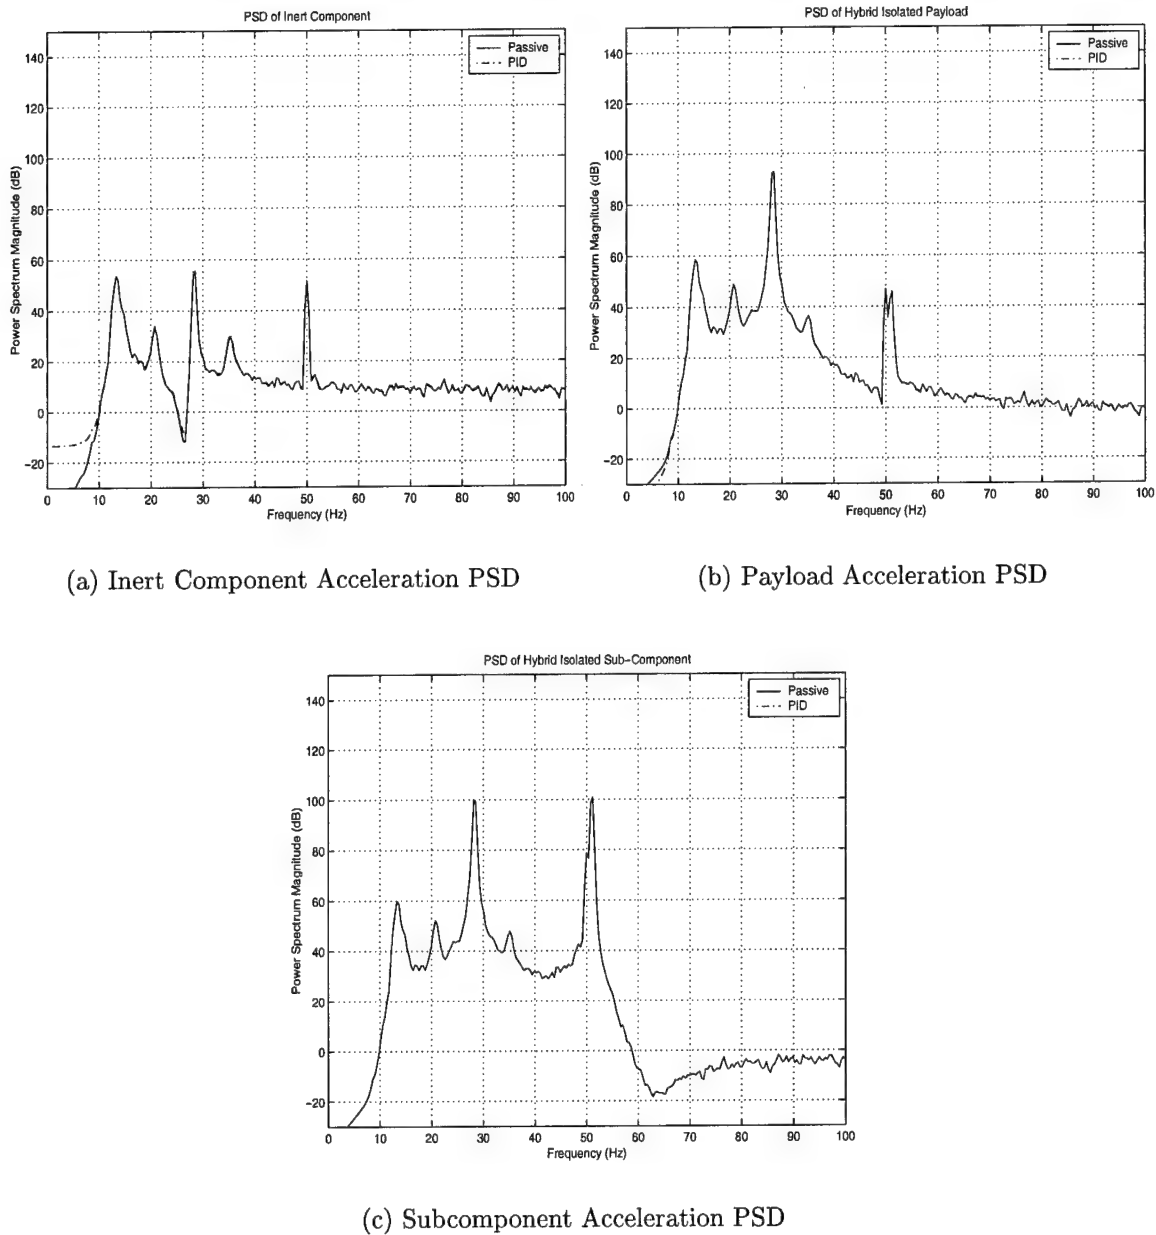 PSD of Inert Component
Passive
PID
Power Spectrum Magnitude (dB)
140
120
100
80
60
40
20
0
−20
0 10 20 30 40 50 60 70 80 90 100
Frequency (Hz)
(a) Inert Component Acceleration PSD
PSD of Hybrid Isolated Payload
Passive
PID
Power Spectrum Magnitude (dB)
140
120
100
80
60
40
20
0
−20
0 10 20 30 40 50 60 70 80 90 100
Frequency (Hz)
(b) Payload Acceleration PSD
PSD of Hybrid Isolated Sub−Component
Passive
PID
Power Spectrum Magnitude (dB)
140
120
100
80
60
40
20
0
−20
0 10 20 30 40 50 60 70 80 90 100
Frequency (Hz)
(c) Subcomponent Acceleration PSD